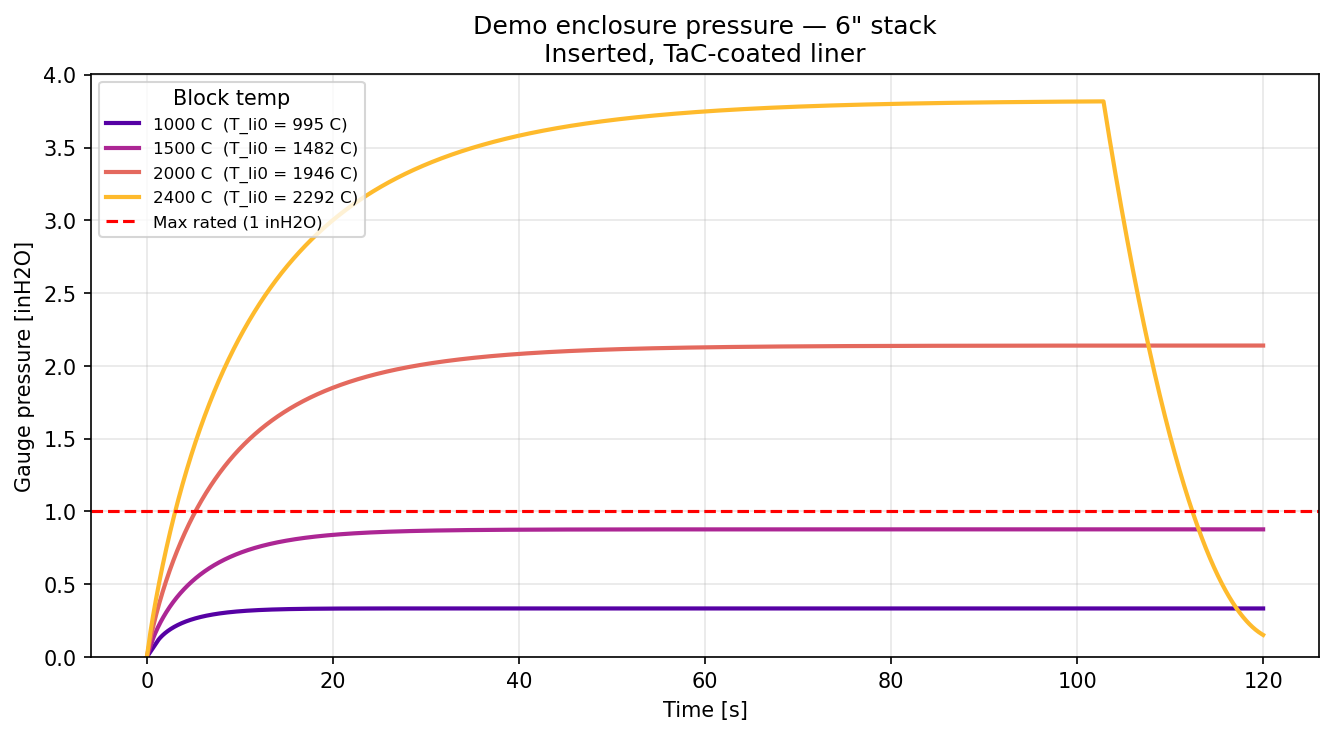 Demo enclosure pressure — 6" stack
Inserted, TaC-coated liner
Gauge pressure [inH2O]
4.0
3.5
3.0
2.5
2.0
1.5
1.0
0.5
0.0
Block temp
1000 C  (T_li0 = 995 C)
1500 C  (T_li0 = 1482 C)
2000 C  (T_li0 = 1946 C)
2400 C  (T_li0 = 2292 C)
Max rated (1 inH2O)
0 20 40 60 80 100 120
Time [s]